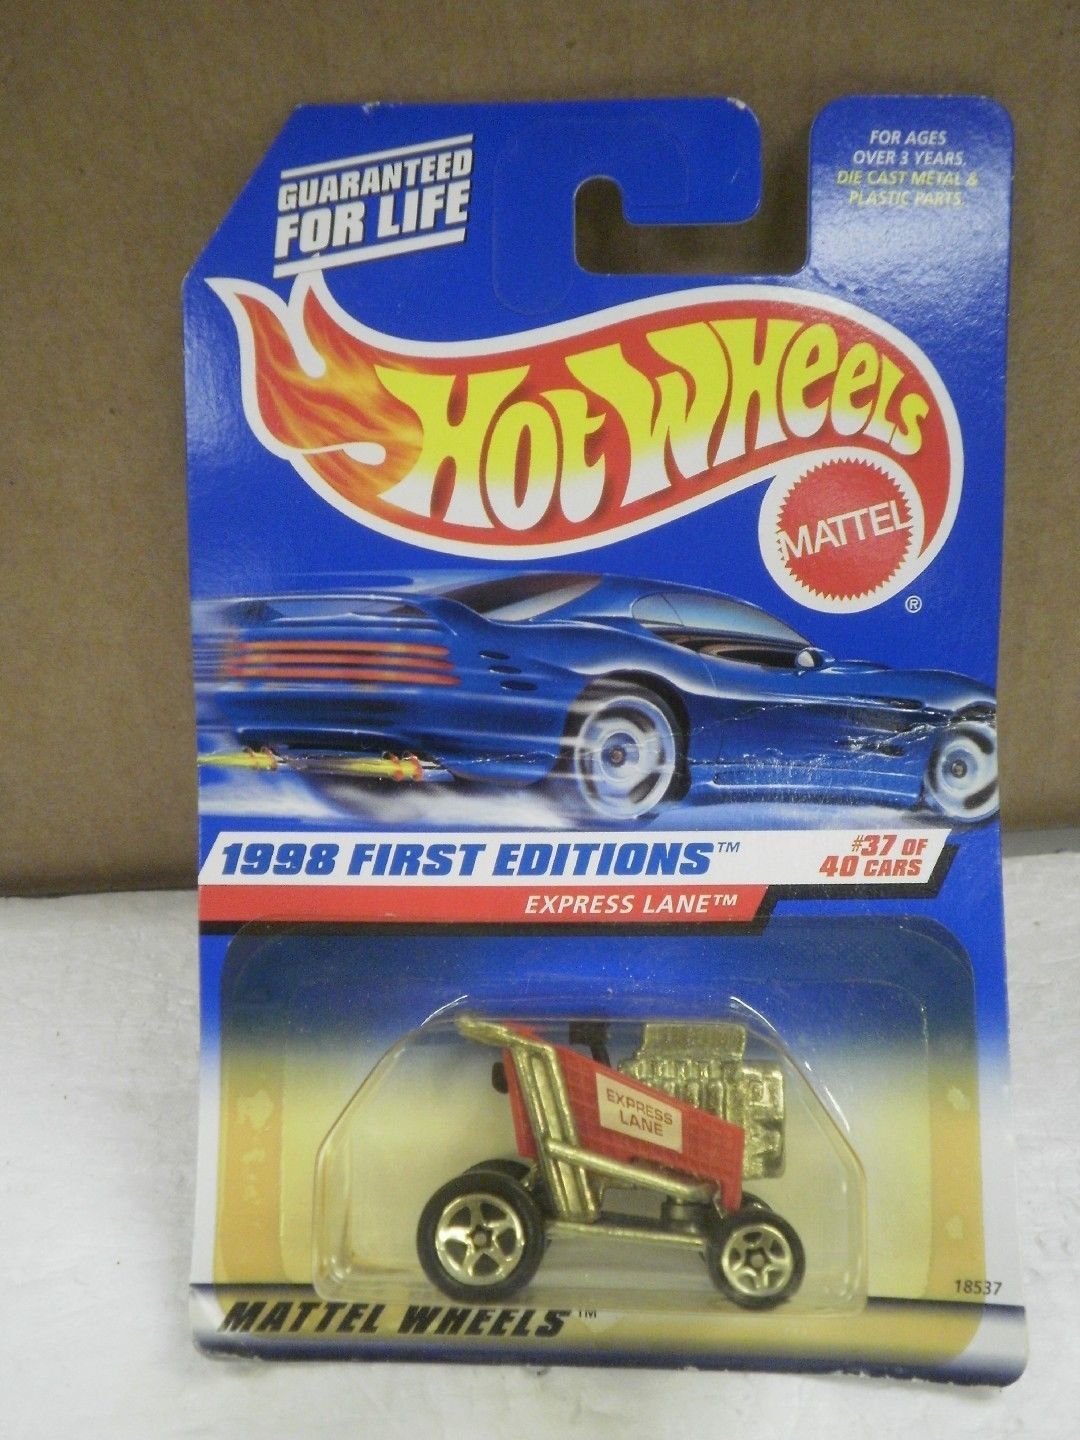 GUARANTEED
FOR LIFE
FOR AGES
OVER 3 YEARS.
DIE CAST METAL &
PLASTIC PARTS.
HOT WHEELS
MATTEL
®
1998 FIRST EDITIONS™
#37 OF
40 CARS
EXPRESS LANE™
EXPRESS
LANE
18537
MATTEL WHEELS™